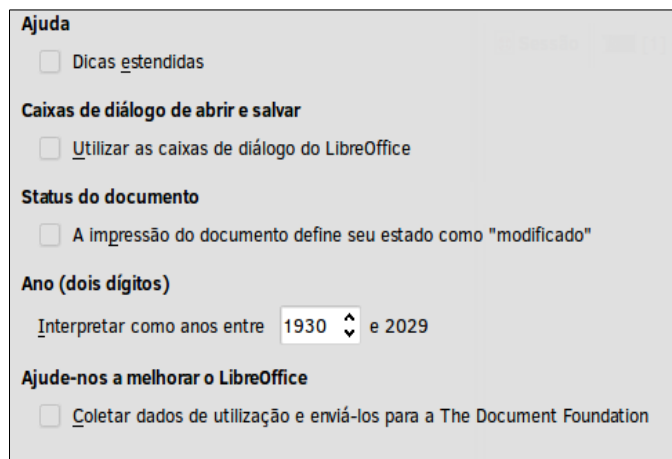 Ajuda
Dicas estendidas
Caixas de diálogo de abrir e salvar
Utilizar as caixas de diálogo do LibreOffice
Status do documento
A impressão do documento define seu estado como "modificado"
Ano (dois dígitos)
Interpretar como anos entre 1930 e 2029
Ajude-nos a melhorar o LibreOffice
Coletar dados de utilização e enviá-los para a The Document Foundation